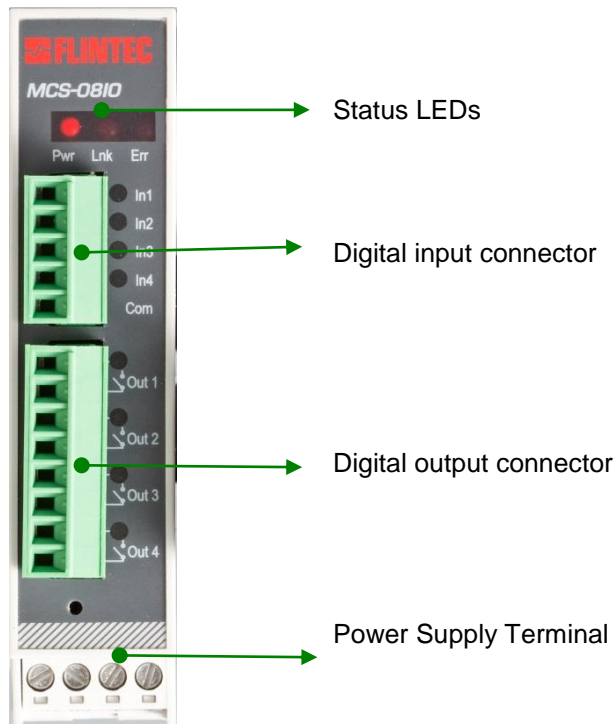 FLINTEC
MCS-08IO
Status LEDs
Pwr Lnk Err
In1
In2
In3
Digital input connector
In4
Com
Out 1
Out 2
Digital output connector
Out 3
Out 4
Power Supply Terminal